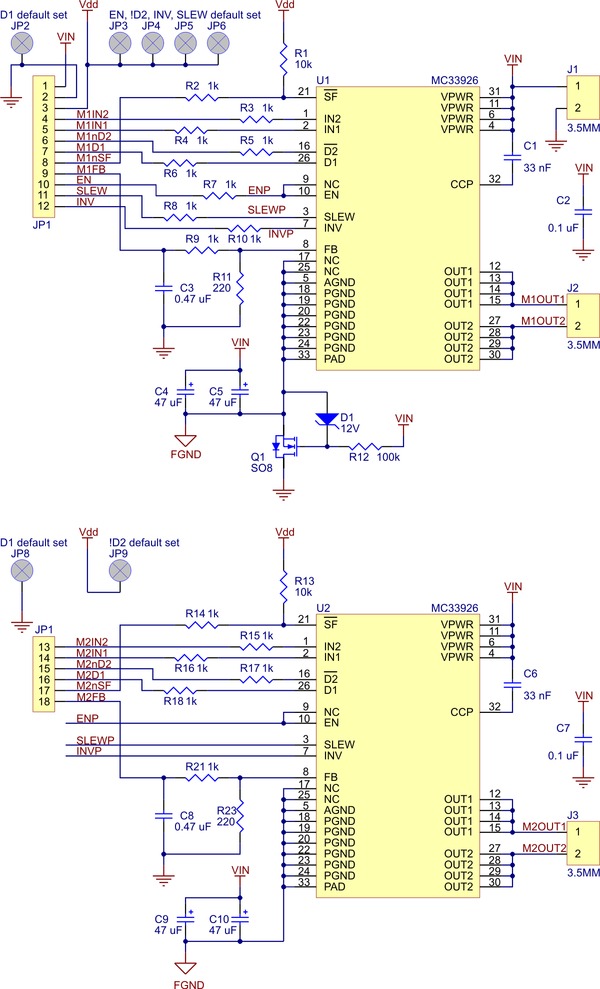 D1 default set
JP2
Vdd
EN, !D2, INV, SLEW default set
JP3 JP4 JP5 JP6
Vdd
VIN
R1
10k
1
2
3
4 M1IN2
5 M1IN1
6 M1nD2
7 M1D1
8 M1nSF
9 M1FB
10 EN
11 SLEW
12 INV
JP1
R2 1k
R3 1k
R4 1k
R5 1k
R6 1k
R7 1k
ENP
R8 1k
SLEWP
R10 1k
INVP
R9 1k
R11
220
C3
0.47 uF
U1 MC33926
21 SF
1 IN2
2 IN1
16 D2
26 D1
9 NC
10 EN
3 SLEW
7 INV
8 FB
17 NC
25 NC
5 AGND
18 PGND
19 PGND
20 PGND
22 PGND
23 PGND
24 PGND
33 PAD
VPWR 31
VPWR 11
VPWR 6
VPWR 4
CCP 32
OUT1 12
OUT1 13
OUT1 14
OUT1 15
OUT2 27
OUT2 28
OUT2 29
OUT2 30
VIN
C1
33 nF
J1
1
2
3.5MM
VIN
C2
0.1 uF
M1OUT1
M1OUT2
J2
1
2
3.5MM
VIN
C4
47 uF
C5
47 uF
FGND
D1
12V
Q1
SO8
R12 100k
VIN
D1 default set
JP8
Vdd
!D2 default set
JP9
Vdd
R13
10k
JP1
13 M2IN2
14 M2IN1
15 M2nD2
16 M2D1
17 M2nSF
18 M2FB
ENP
SLEWP
INVP
R14 1k
R15 1k
R16 1k
R17 1k
R18 1k
R21 1k
R23
220
C8
0.47 uF
U2 MC33926
21 SF
1 IN2
2 IN1
16 D2
26 D1
9 NC
10 EN
3 SLEW
7 INV
8 FB
17 NC
25 NC
5 AGND
18 PGND
19 PGND
20 PGND
22 PGND
23 PGND
24 PGND
33 PAD
VPWR 31
VPWR 11
VPWR 6
VPWR 4
CCP 32
OUT1 12
OUT1 13
OUT1 14
OUT1 15
OUT2 27
OUT2 28
OUT2 29
OUT2 30
VIN
C6
33 nF
VIN
C7
0.1 uF
M2OUT1
M2OUT2
J3
1
2
3.5MM
VIN
C9
47 uF
C10
47 uF
FGND